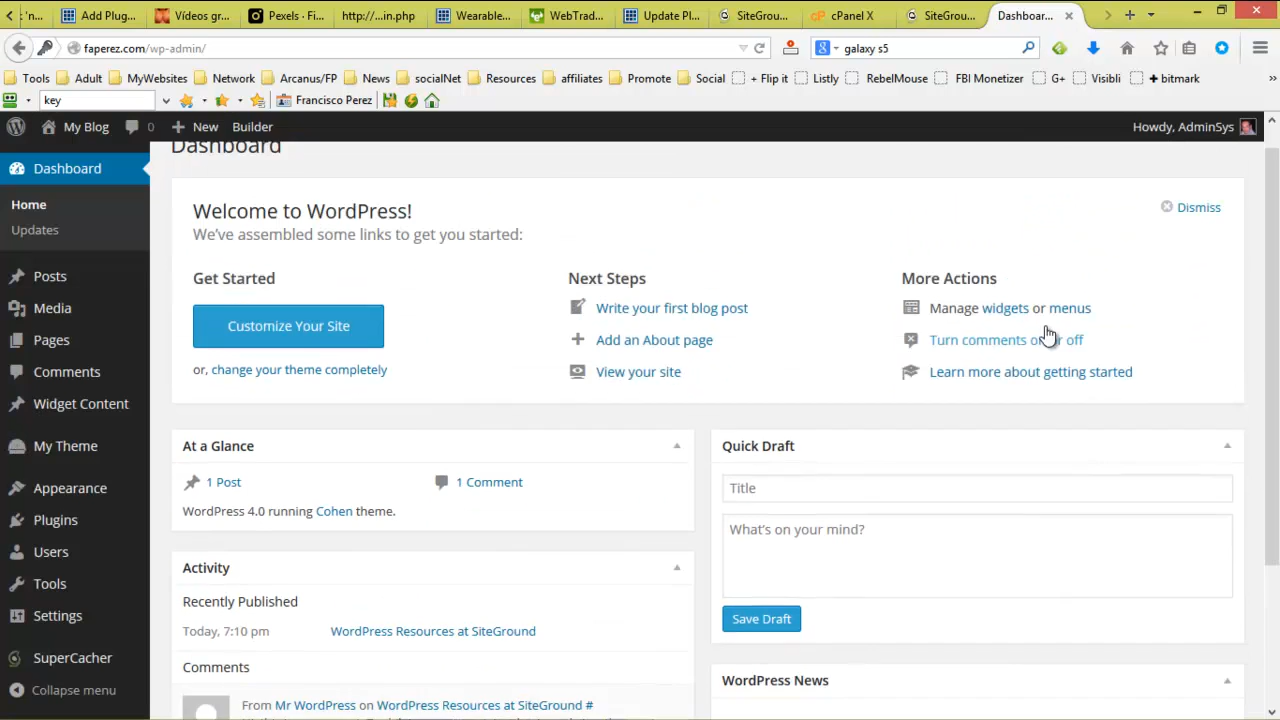 'n...
Add Plug...
Vídeos gr...
Pexels · Fi...
http://...in.php
Wearable...
WebTrad...
Update Pl...
SiteGrou...
cPanel X
SiteGrou...
Dashboar...
faperez.com/wp-admin/
galaxy s5
Tools
Adult
MyWebsites
Network
Arcanus/FP
News
socialNet
Resources
affiliates
Promote
Social
+ Flip it
Listly
RebelMouse
FBI Monetizer
G+
Visibli
+ bitmark
key
Francisco Perez
My Blog
0
New
Builder
Howdy, AdminSys
Dashboard
Home
Updates
Posts
Media
Pages
Comments
Widget Content
My Theme
Appearance
Plugins
Users
Tools
Settings
SuperCacher
Collapse menu
Dashboard
Welcome to WordPress!
Dismiss
We've assembled some links to get you started:
Get Started
Customize Your Site
or, change your theme completely
Next Steps
Write your first blog post
Add an About page
View your site
More Actions
Manage widgets or menus
Turn comments or off
Learn more about getting started
At a Glance
1 Post
1 Comment
WordPress 4.0 running Cohen theme.
Activity
Recently Published
Today, 7:10 pm
WordPress Resources at SiteGround
Comments
From Mr WordPress on WordPress Resources at SiteGround #
Quick Draft
Title
What's on your mind?
Save Draft
WordPress News